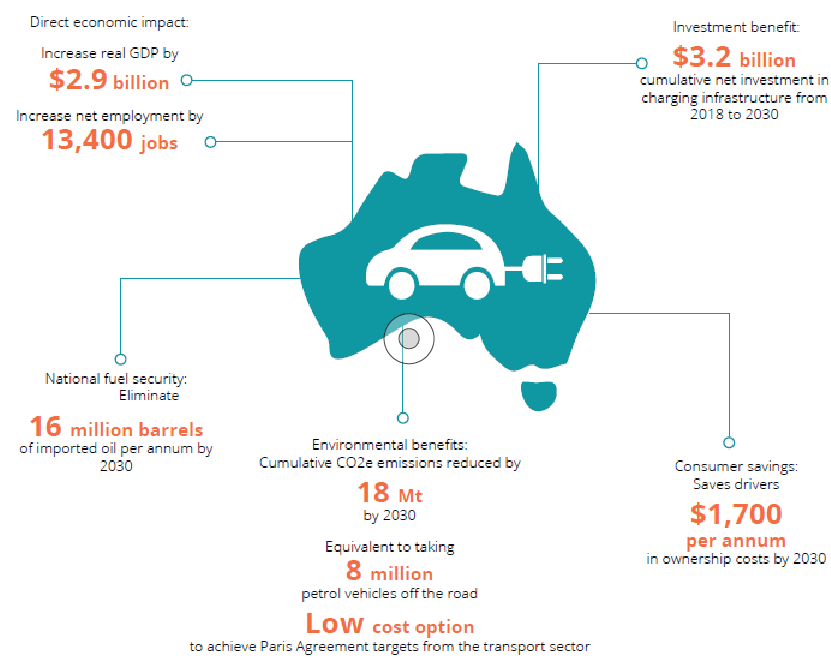 Direct economic impact:
Increase real GDP by
$2.9 billion
Increase net employment by
13,400 jobs
Investment benefit:
$3.2 billion
cumulative net investment in
charging infrastructure from
2018 to 2030
National fuel security:
Eliminate
16 million barrels
of imported oil per annum by
2030
Environmental benefits:
Cumulative CO2e emissions reduced by
18 Mt
by 2030
Equivalent to taking
8 million
petrol vehicles off the road
Low cost option
to achieve Paris Agreement targets from the transport sector
Consumer savings:
Saves drivers
$1,700
per annum
in ownership costs by 2030